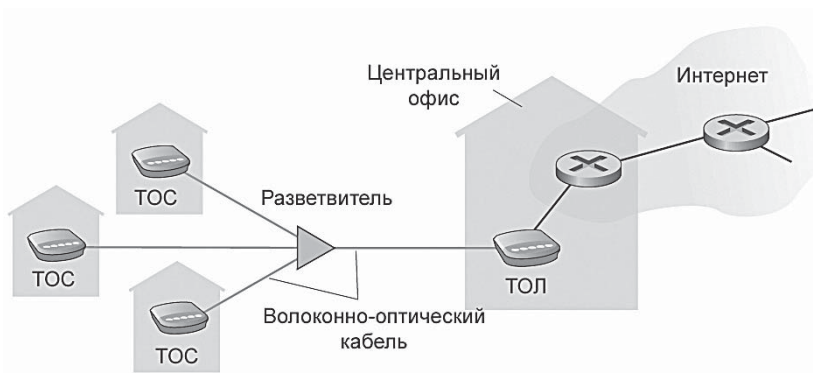 Центральный
офис
Интернет
ТОС
Разветвитель
ТОС
ТОЛ
Волоконно-оптический
кабель
ТОС